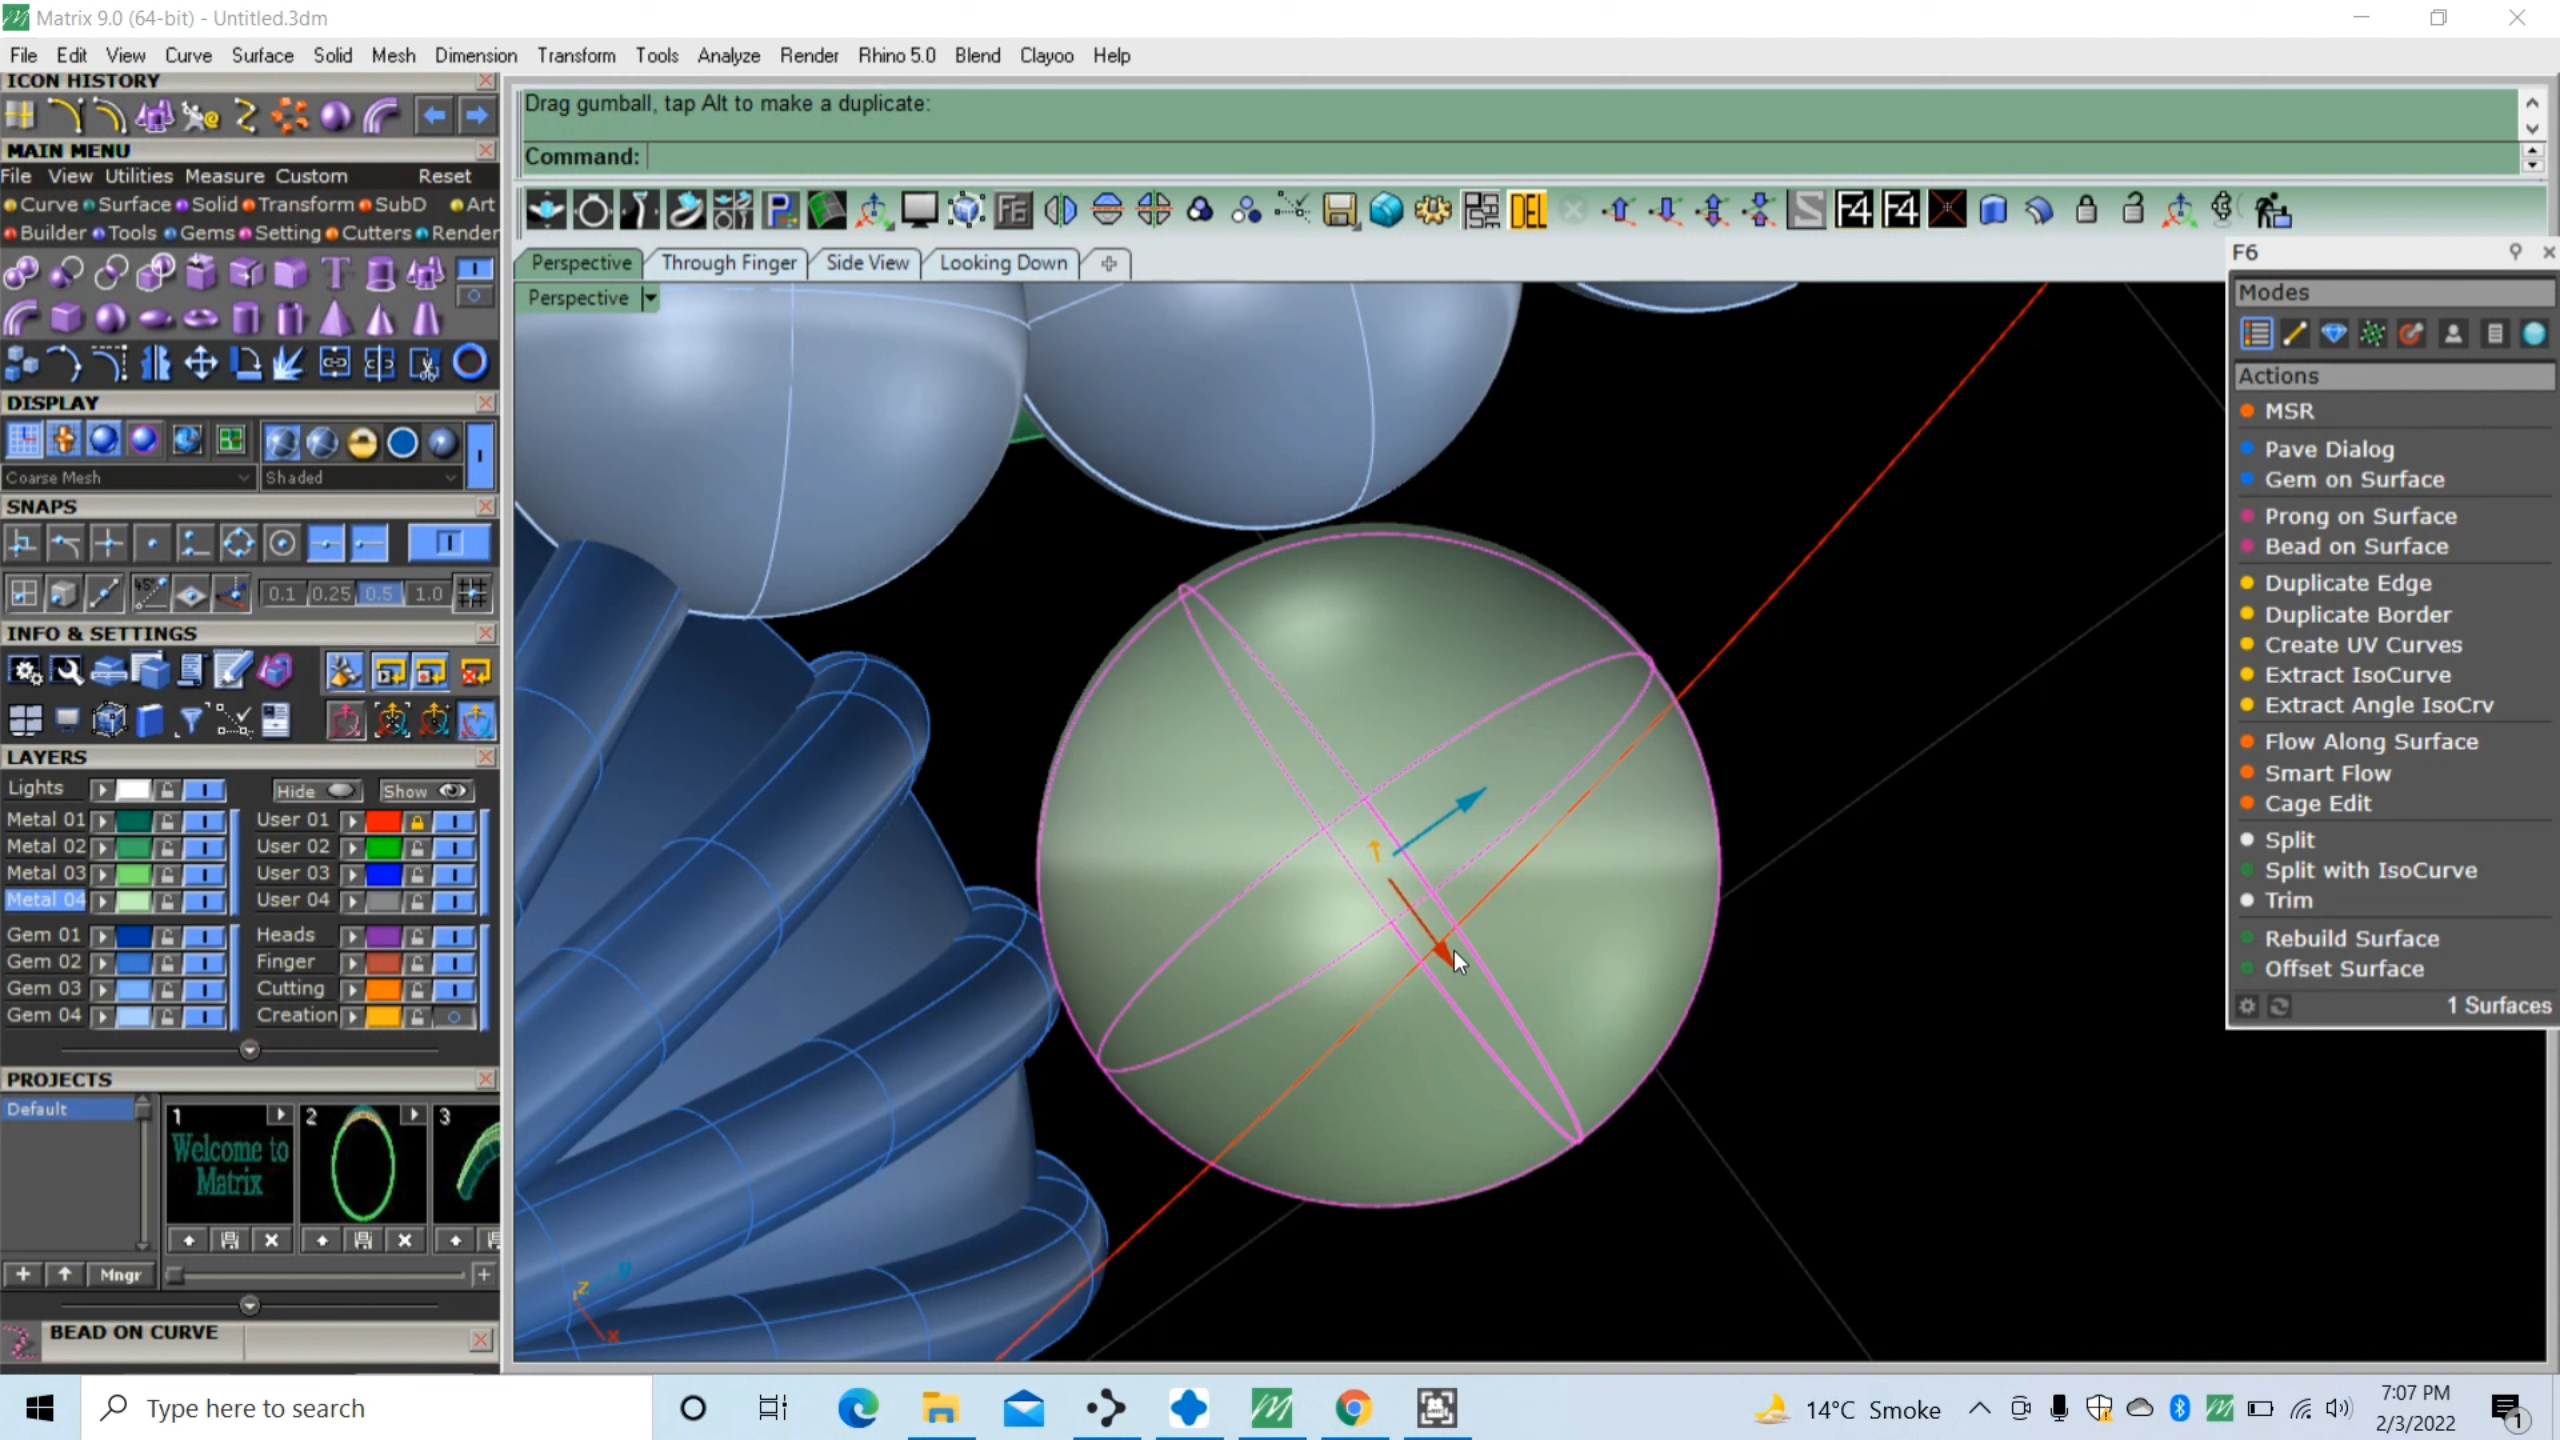 Matrix 9.0 (64-bit) - Untitled.3dm
File Edit View Curve Surface Solid Mesh Dimension Transform Tools Analyze Render Rhino 5.0 Blend Clayoo Help
ICON HISTORY
MAIN MENU
File View Utilities Measure Custom Reset
Curve Surface Solid Transform SubD Art
Builder Tools Gems Setting Cutters Render
DISPLAY
Coarse Mesh Shaded
SNAPS
45°
0.1 0.25 0.5 1.0
INFO & SETTINGS
LAYERS
Lights Hide Show
Metal 01 User 01
Metal 02 User 02
Metal 03 User 03
Metal 04 User 04
Gem 01 Heads
Gem 02 Finger
Gem 03 Cutting
Gem 04 Creation
PROJECTS
Default
1 2 3
Welcome to
Matrix
Mngr
BEAD ON CURVE
Drag gumball, tap Alt to make a duplicate:
Command:
F6 DEL F4 F4
Perspective Through Finger Side View Looking Down
Perspective
z y x
F6
Modes
Actions
MSR
Pave Dialog
Gem on Surface
Prong on Surface
Bead on Surface
Duplicate Edge
Duplicate Border
Create UV Curves
Extract IsoCurve
Extract Angle IsoCrv
Flow Along Surface
Smart Flow
Cage Edit
Split
Split with IsoCurve
Trim
Rebuild Surface
Offset Surface
1 Surfaces
Type here to search
14°C Smoke
7:07 PM
2/3/2022
1